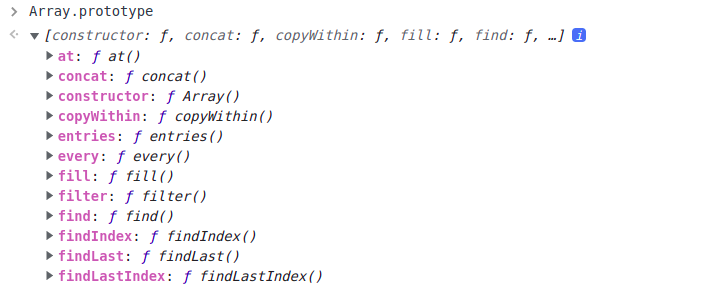 Array.prototype
[constructor: ƒ, concat: ƒ, copyWithin: ƒ, fill: ƒ, find: ƒ, …] i
at: ƒ at()
concat: ƒ concat()
constructor: ƒ Array()
copyWithin: ƒ copyWithin()
entries: ƒ entries()
every: ƒ every()
fill: ƒ fill()
filter: ƒ filter()
find: ƒ find()
findIndex: ƒ findIndex()
findLast: ƒ findLast()
findLastIndex: ƒ findLastIndex()